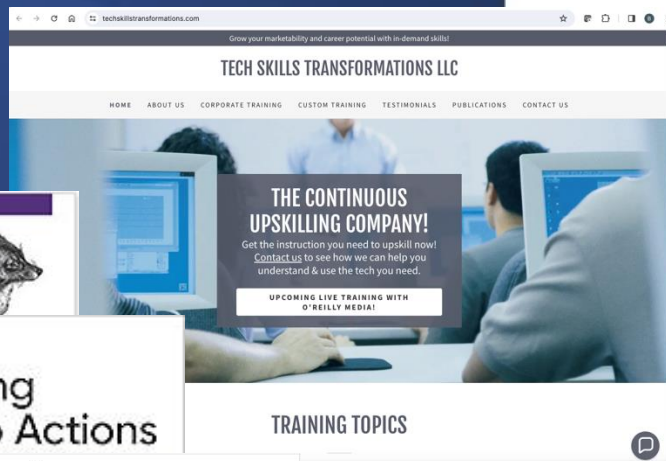 techskillstransformations.com
Grow your marketability and career potential with in-demand skills!
TECH SKILLS TRANSFORMATIONS LLC
HOME ABOUT US CORPORATE TRAINING CUSTOM TRAINING TESTIMONIALS PUBLICATIONS CONTACT US
THE CONTINUOUS
UPSKILLING COMPANY!
Get the instruction you need to upskill now!
Contact us to see how we can help you
understand & use the tech you need.
UPCOMING LIVE TRAINING WITH
O'REILLY MEDIA!
ng
Actions
TRAINING TOPICS